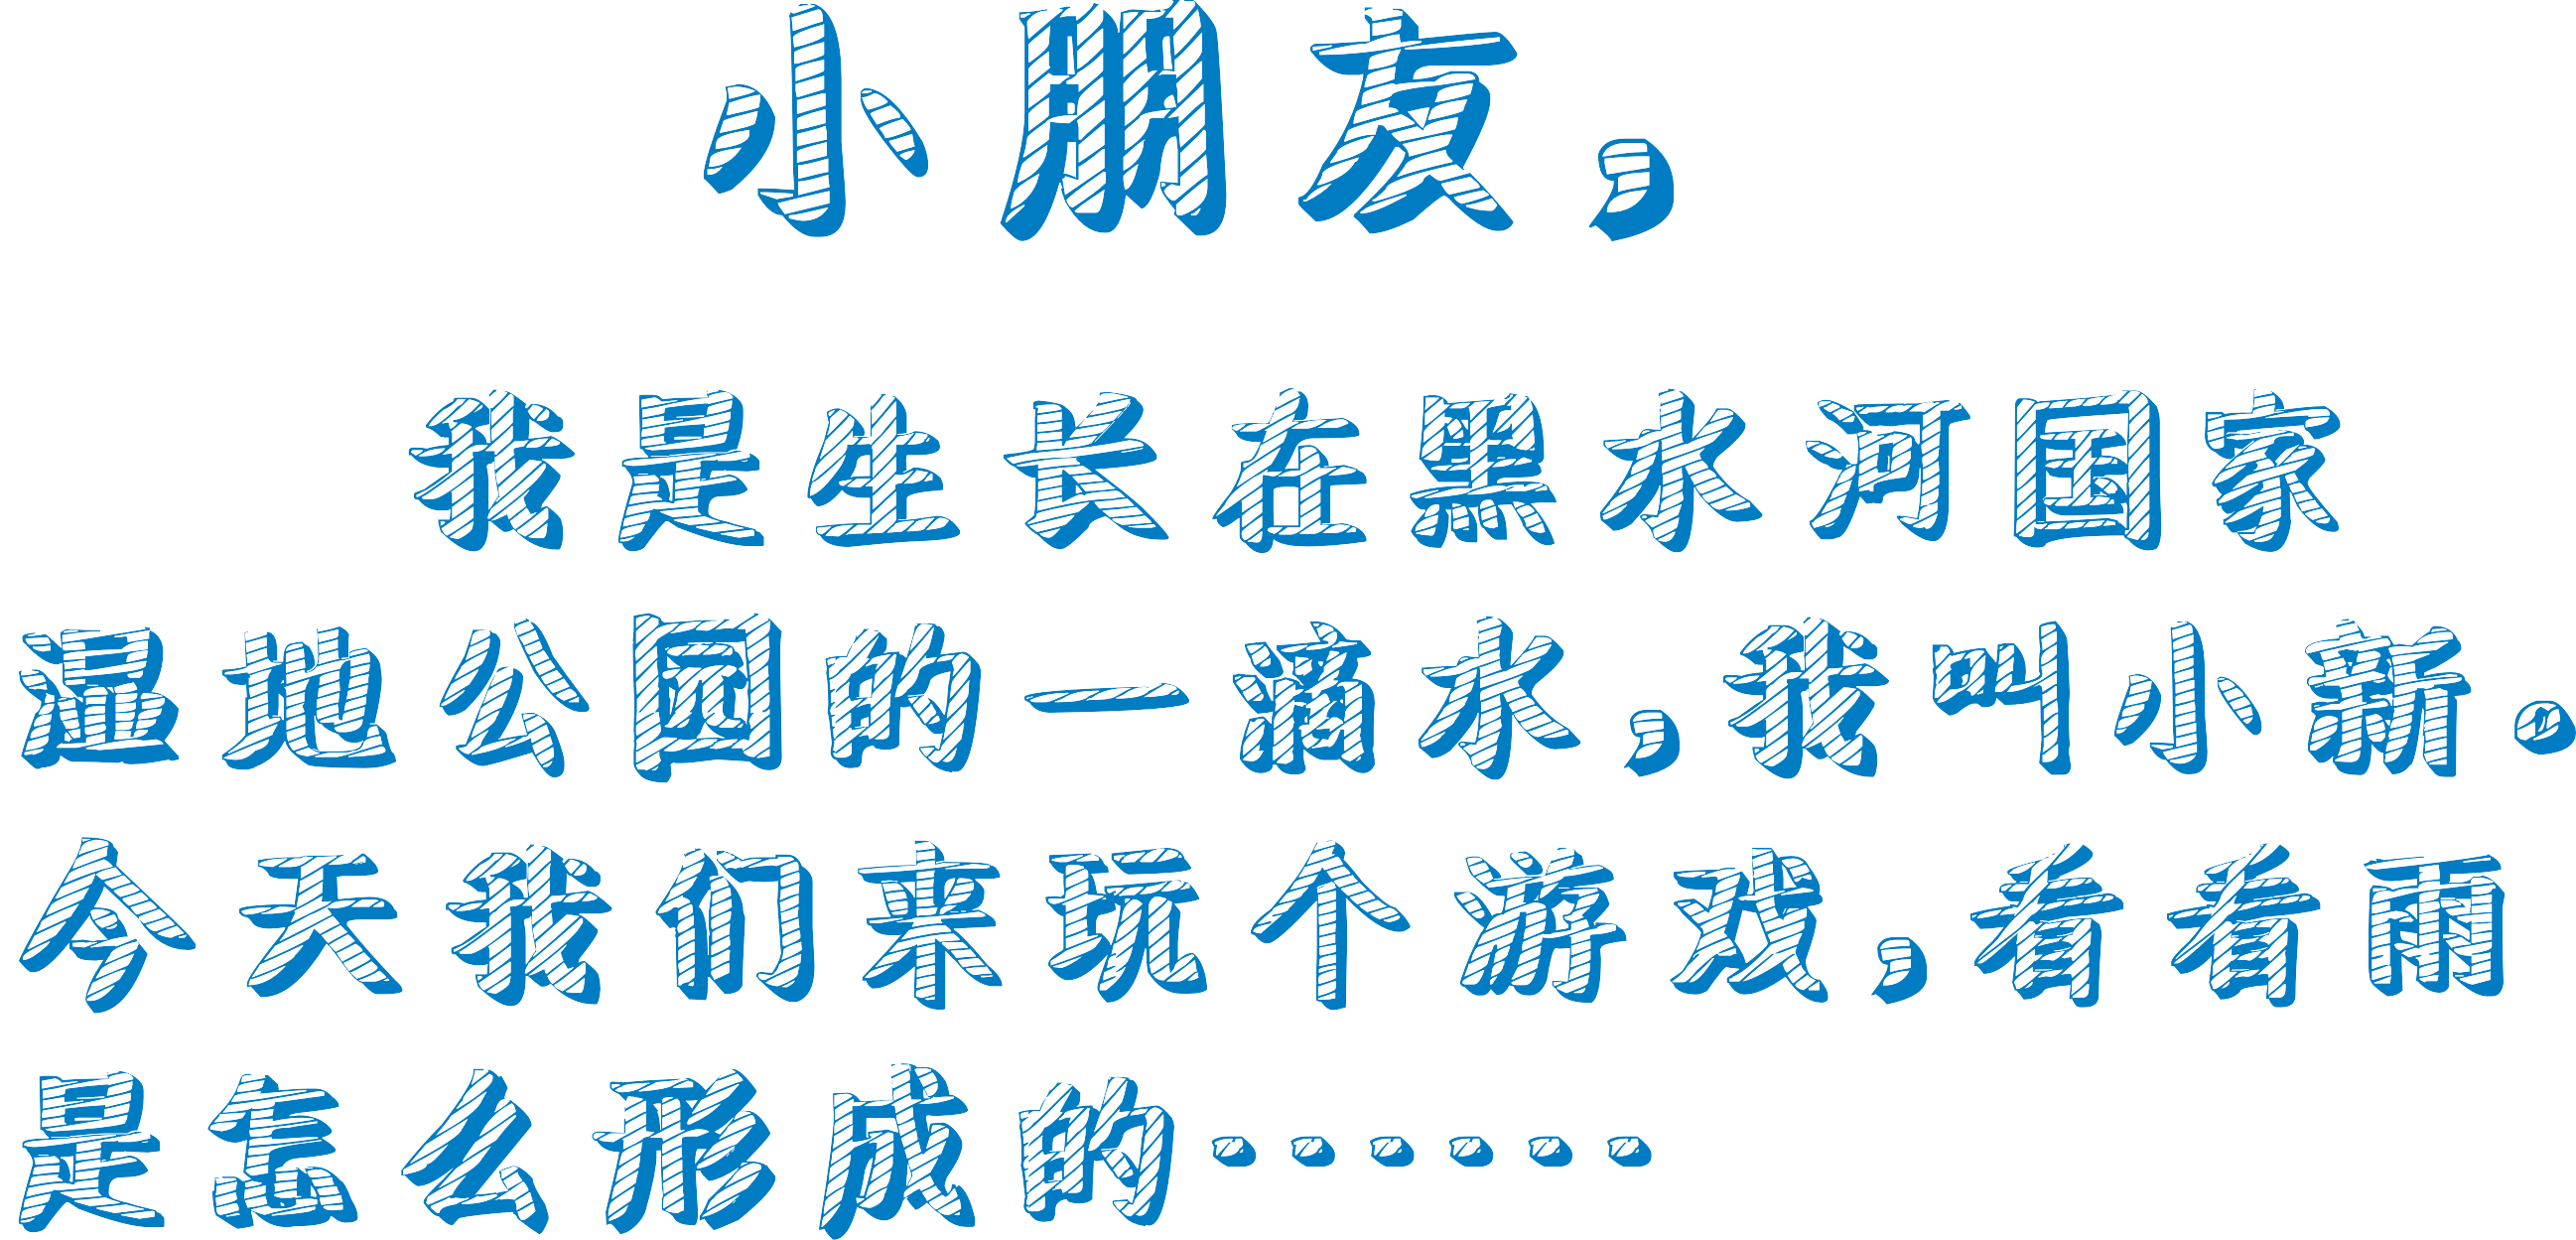 小朋友，
我是生长在黑水河国家
湿地公园的一滴水，我叫小新。
今天我们来玩个游戏，看看雨
是怎么形成的……